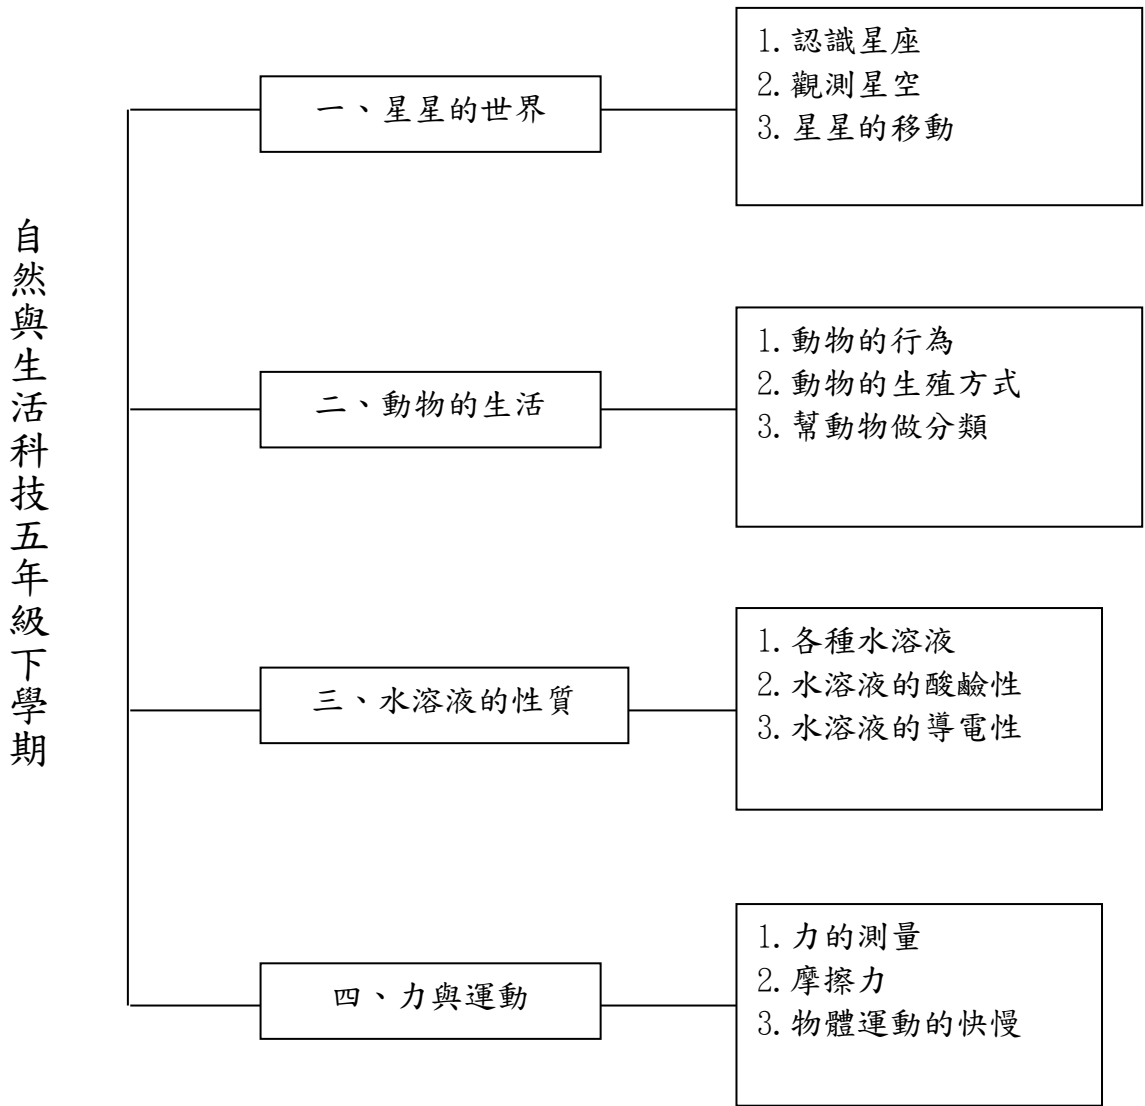 自然與生活科技五年級下學期
一、星星的世界
1.認識星座
2.觀測星空
3.星星的移動
二、動物的生活
1.動物的行為
2.動物的生殖方式
3.幫動物做分類
三、水溶液的性質
1.各種水溶液
2.水溶液的酸鹼性
3.水溶液的導電性
四、力與運動
1.力的測量
2.摩擦力
3.物體運動的快慢